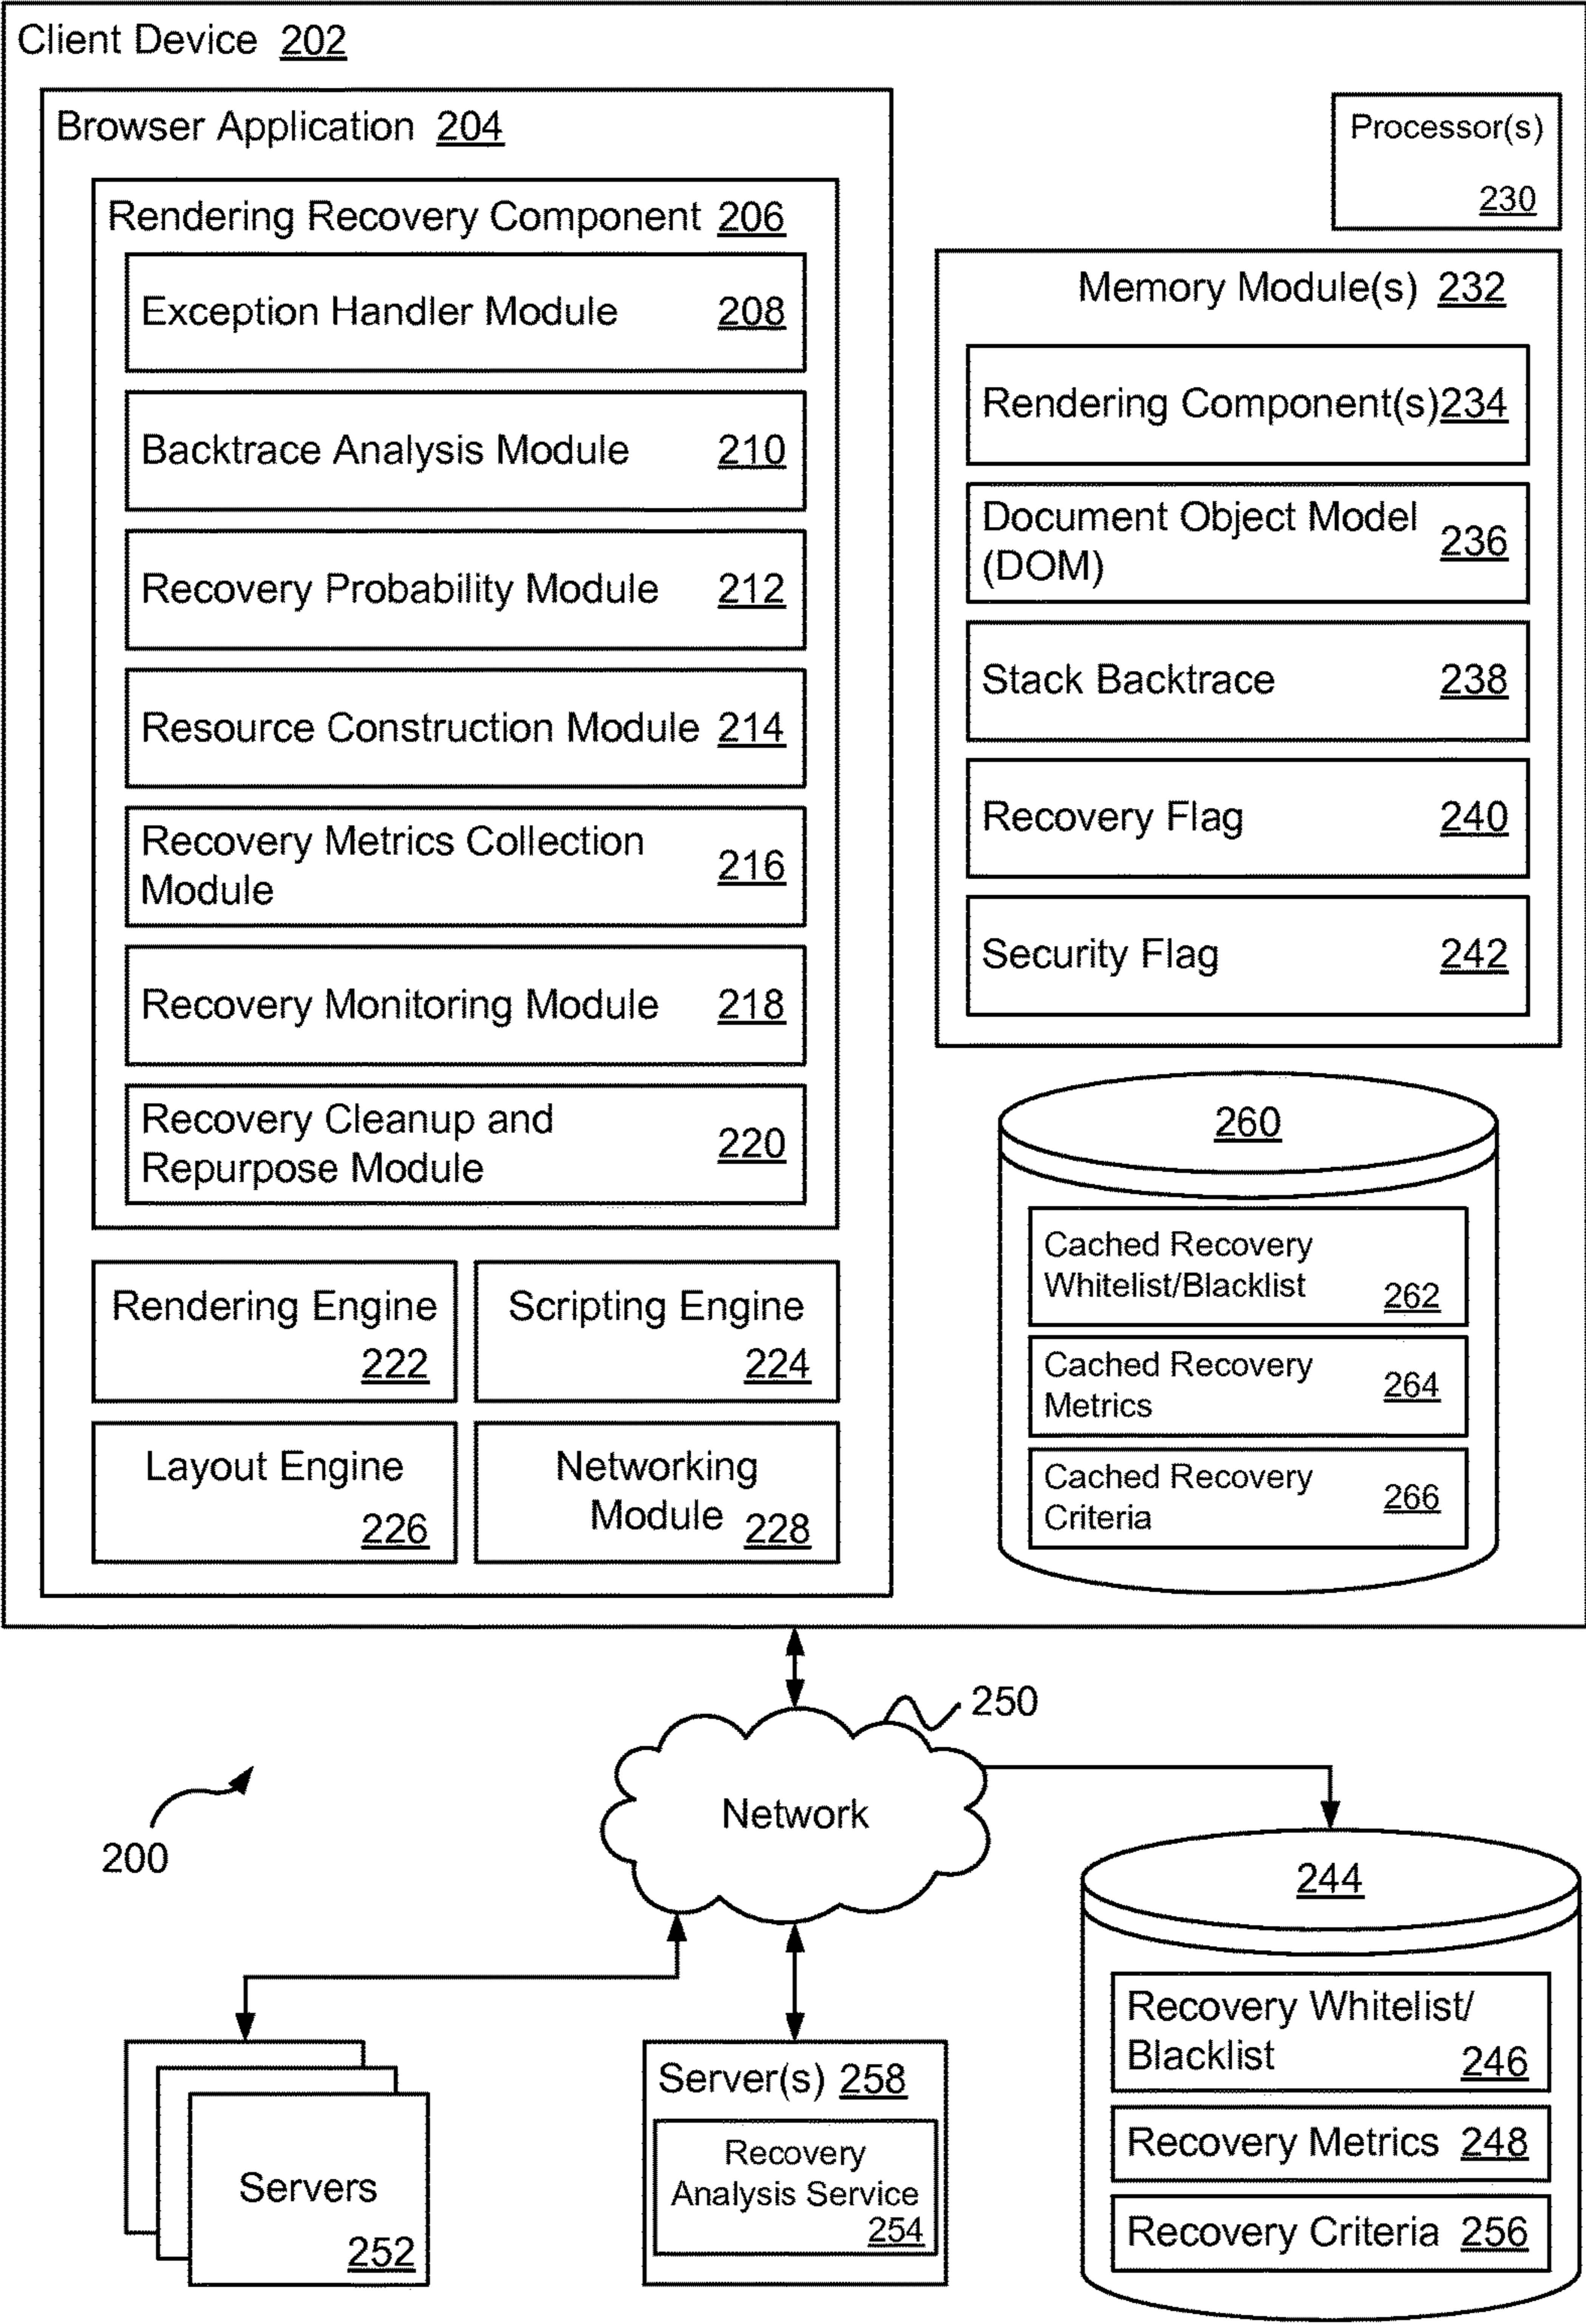 Client Device 202
Browser Application 204
Rendering Recovery Component 206
Exception Handler Module 208
Backtrace Analysis Module 210
Recovery Probability Module 212
Resource Construction Module 214
Recovery Metrics Collection
Module 216
Recovery Monitoring Module 218
Recovery Cleanup and
Repurpose Module 220
Rendering Engine
222
Scripting Engine
224
Layout Engine
226
Networking
Module 228
Processor(s)
230
Memory Module(s) 232
Rendering Component(s)234
Document Object Model
(DOM) 236
Stack Backtrace 238
Recovery Flag 240
Security Flag 242
260
Cached Recovery
Whitelist/Blacklist 262
Cached Recovery
Metrics 264
Cached Recovery
Criteria 266
250
Network
200
244
Recovery Whitelist/
Blacklist 246
Recovery Metrics 248
Recovery Criteria 256
Servers
252
Server(s) 258
Recovery
Analysis Service
254